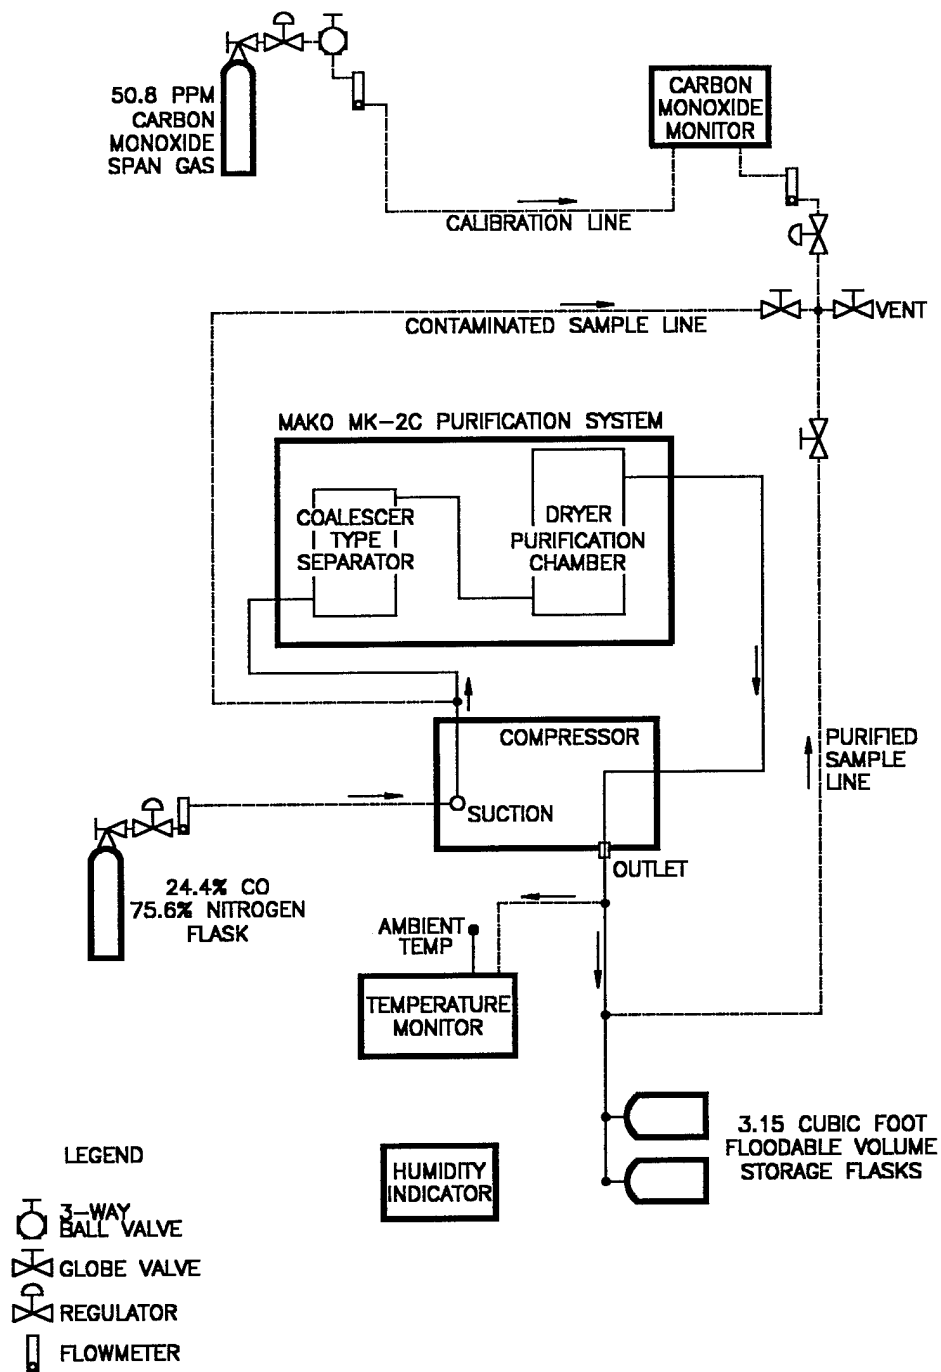 50.8 PPM
CARBON
MONOXIDE
SPAN GAS
CARBON
MONOXIDE
MONITOR
CALIBRATION LINE
CONTAMINATED SAMPLE LINE
VENT
MAKO MK-2C PURIFICATION SYSTEM
COALESCER
TYPE
SEPARATOR
DRYER
PURIFICATION
CHAMBER
COMPRESSOR
SUCTION
OUTLET
PURIFIED
SAMPLE
LINE
24.4% CO
75.6% NITROGEN
FLASK
AMBIENT
TEMP
TEMPERATURE
MONITOR
3.15 CUBIC FOOT
FLOODABLE VOLUME
STORAGE FLASKS
HUMIDITY
INDICATOR
LEGEND
3-WAY
BALL VALVE
GLOBE VALVE
REGULATOR
FLOWMETER